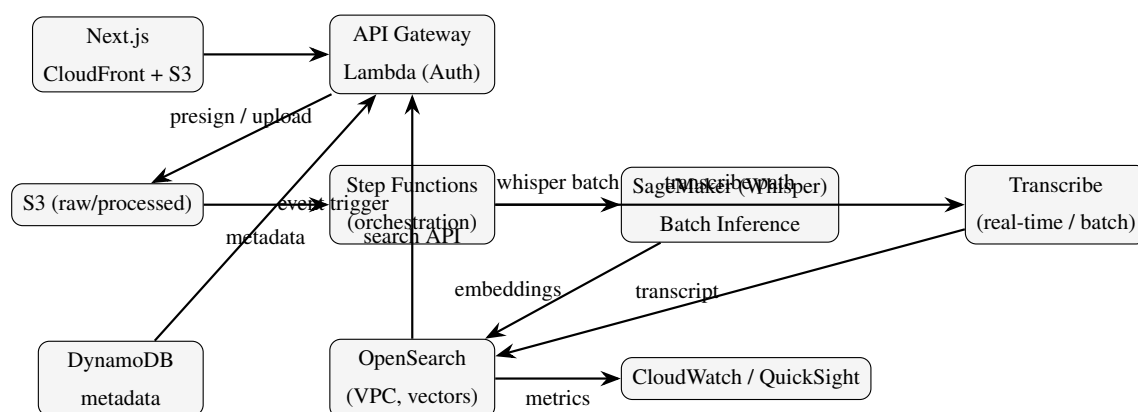 Next.js
CloudFront + S3
API Gateway
Lambda (Auth)
presign / upload
S3 (raw/processed)
event trigger
Step Functions
(orchestration)
whisper batch
SageMaker (Whisper)
Batch Inference
transcribe path
Transcribe
(real-time / batch)
metadata
search API
embeddings
transcript
DynamoDB
metadata
OpenSearch
(VPC, vectors)
metrics
CloudWatch / QuickSight